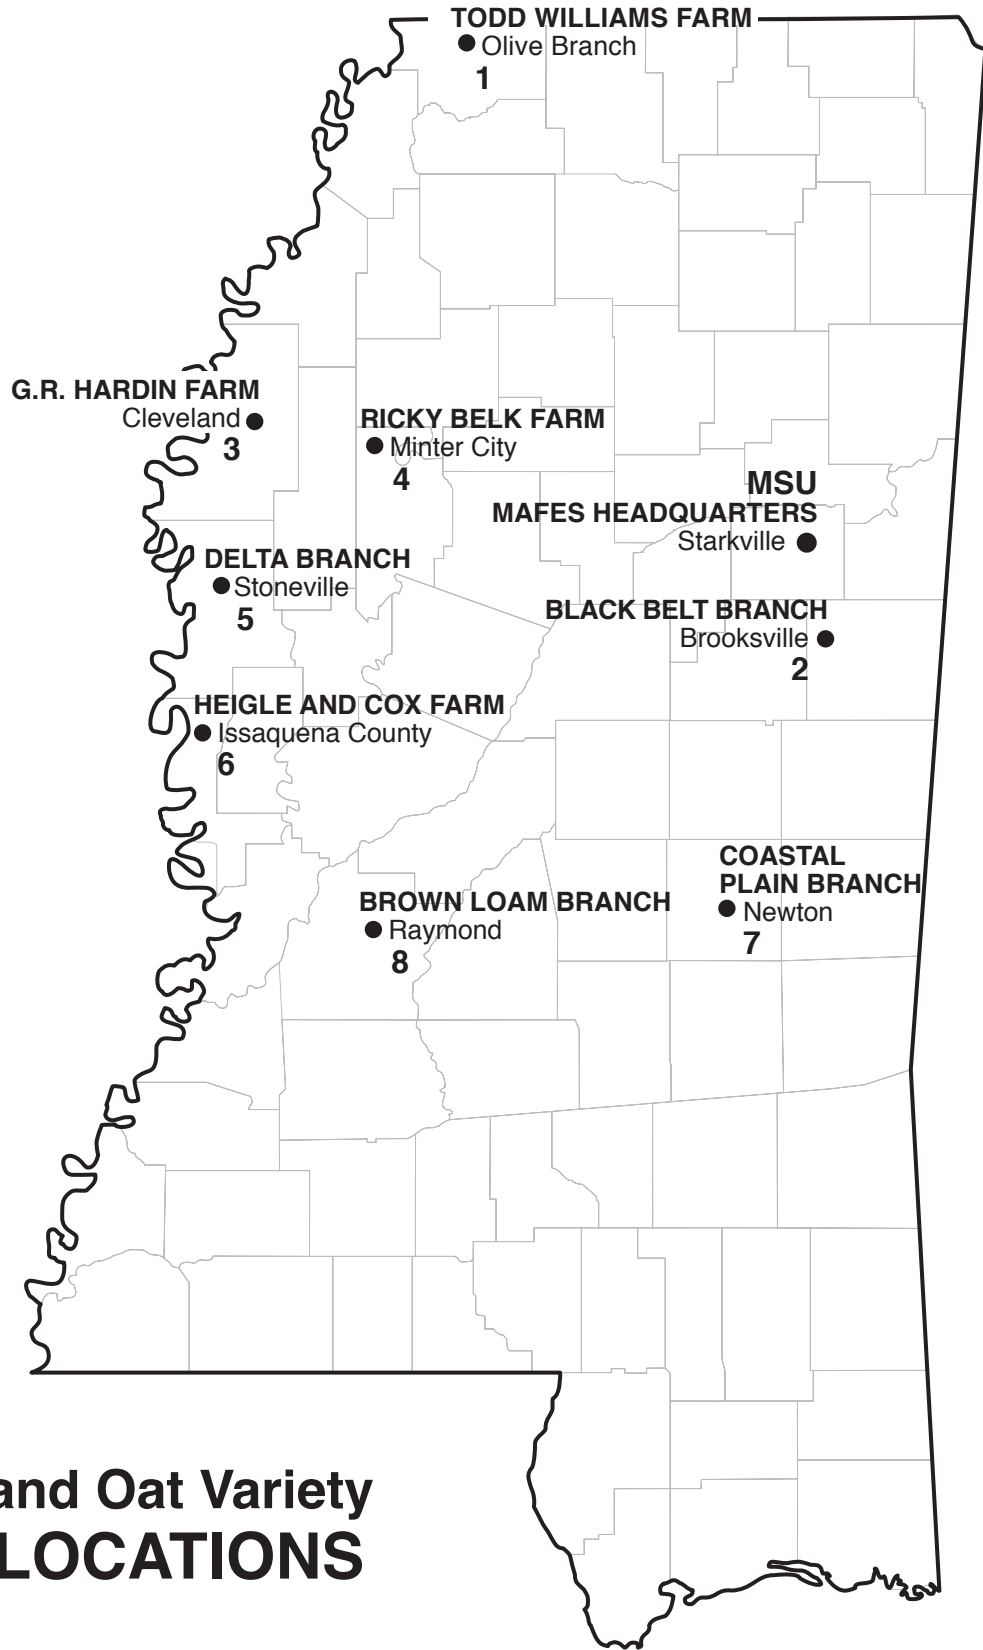 TODD WILLIAMS FARM
Olive Branch
1
G.R. HARDIN FARM
Cleveland
3
RICKY BELK FARM
Minter City
4
MSU
MAFES HEADQUARTERS
Starkville
DELTA BRANCH
Stoneville
5
BLACK BELT BRANCH
Brooksville
2
HEIGLE AND COX FARM
Issaquena County
6
COASTAL
PLAIN BRANCH
Newton
7
BROWN LOAM BRANCH
Raymond
8
and Oat Variety
LOCATIONS